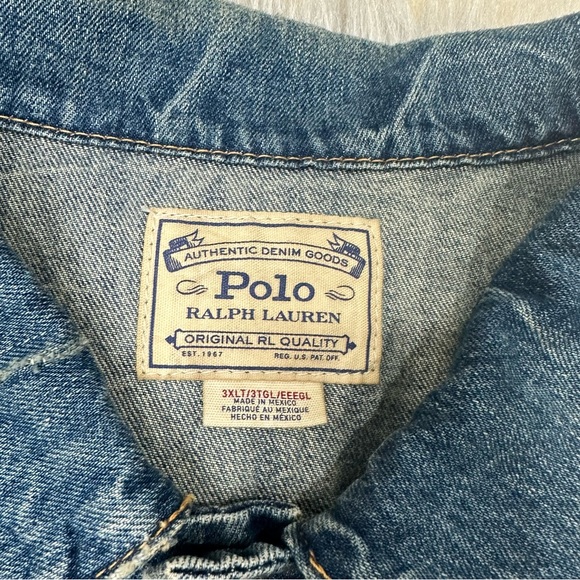 AUTHENTIC DENIM GOODS
Polo
RALPH LAUREN
ORIGINAL RL QUALITY
EST. 1967 REG. U.S. PAT. OFF.
3XLT/3TGL/EEEGL
MADE IN MEXICO
FABRIQUÉ AU MEXIQUE
HECHO EN MÉXICO